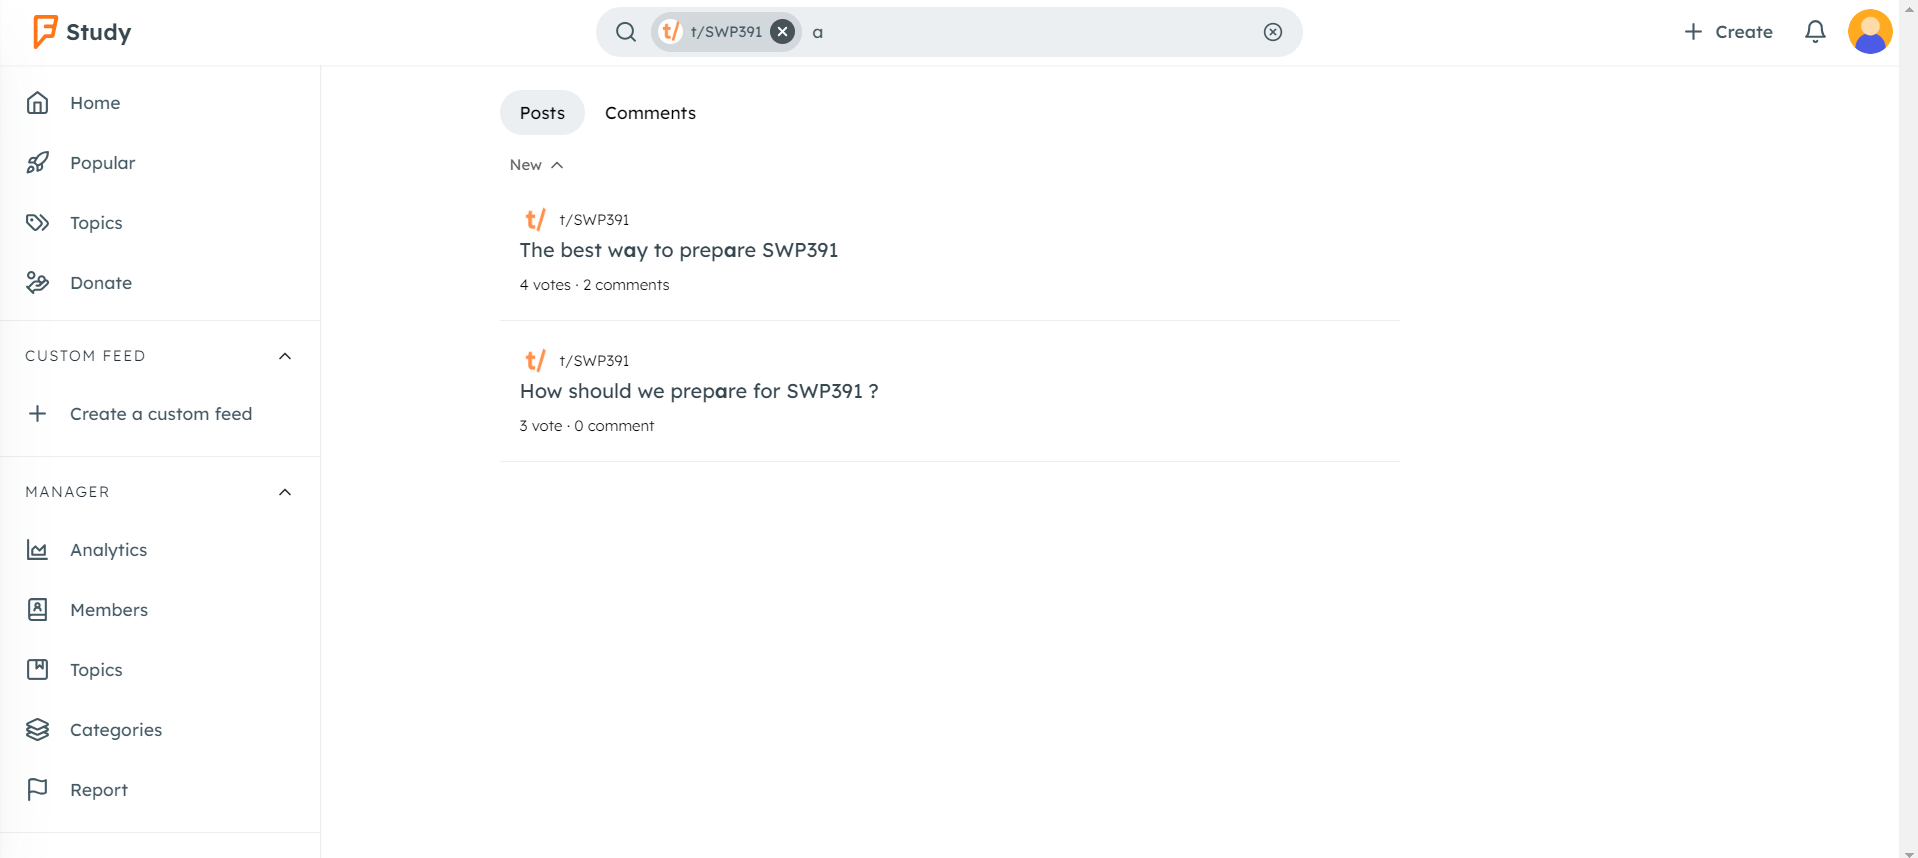 Study
t/ t/SWP391 a
Create
Home
Popular
Topics
Donate
CUSTOM FEED
Create a custom feed
MANAGER
Analytics
Members
Topics
Categories
Report
Posts Comments
New
t/ t/SWP391
The best way to prepare SWP391
4 votes · 2 comments
t/ t/SWP391
How should we prepare for SWP391 ?
3 vote · 0 comment